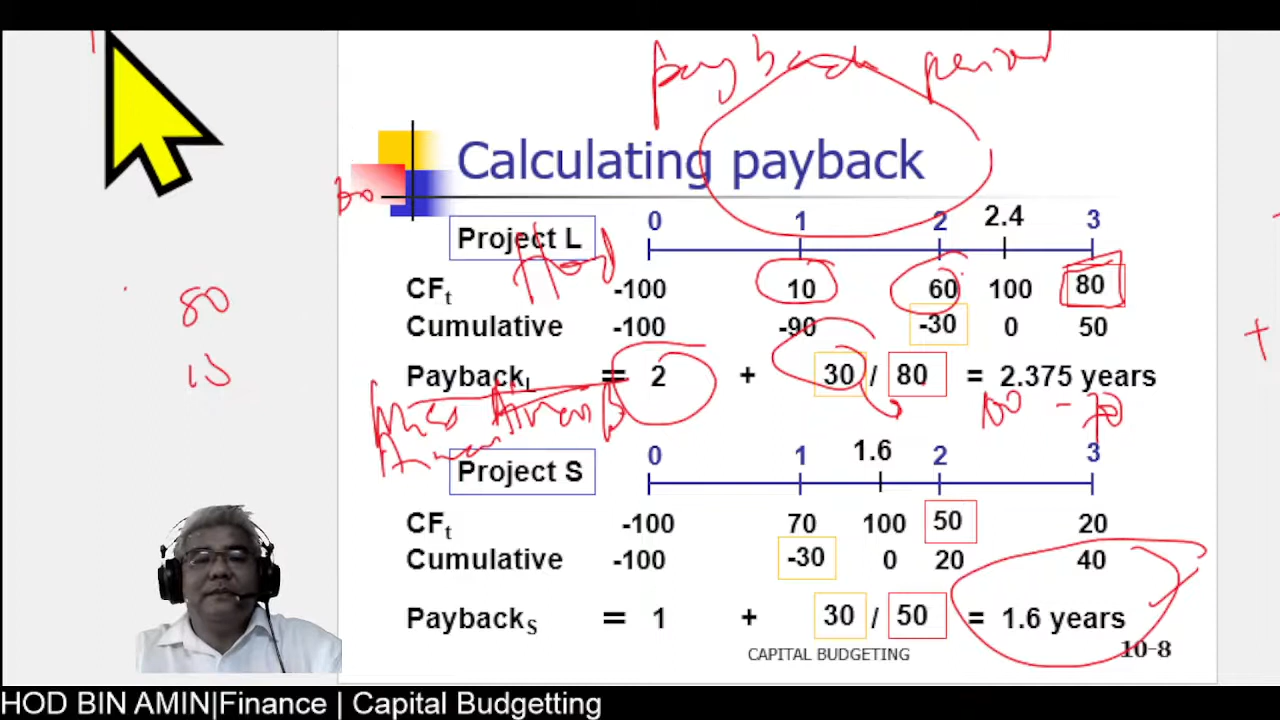 payback period
Calculating payback
0 1 2 2.4 3
Project L
CFt -100 10 60 100 80
Cumulative -100 -90 -30 0 50
PaybackL = 2 + 30 / 80 = 2.375 years
80
15
0 1 1.6 2 3
Project S
CFt -100 70 100 50 20
Cumulative -100 -30 0 20 40
PaybackS = 1 + 30 / 50 = 1.6 years
CAPITAL BUDGETING
10-8
HOD BIN AMIN|Finance | Capital Budgetting